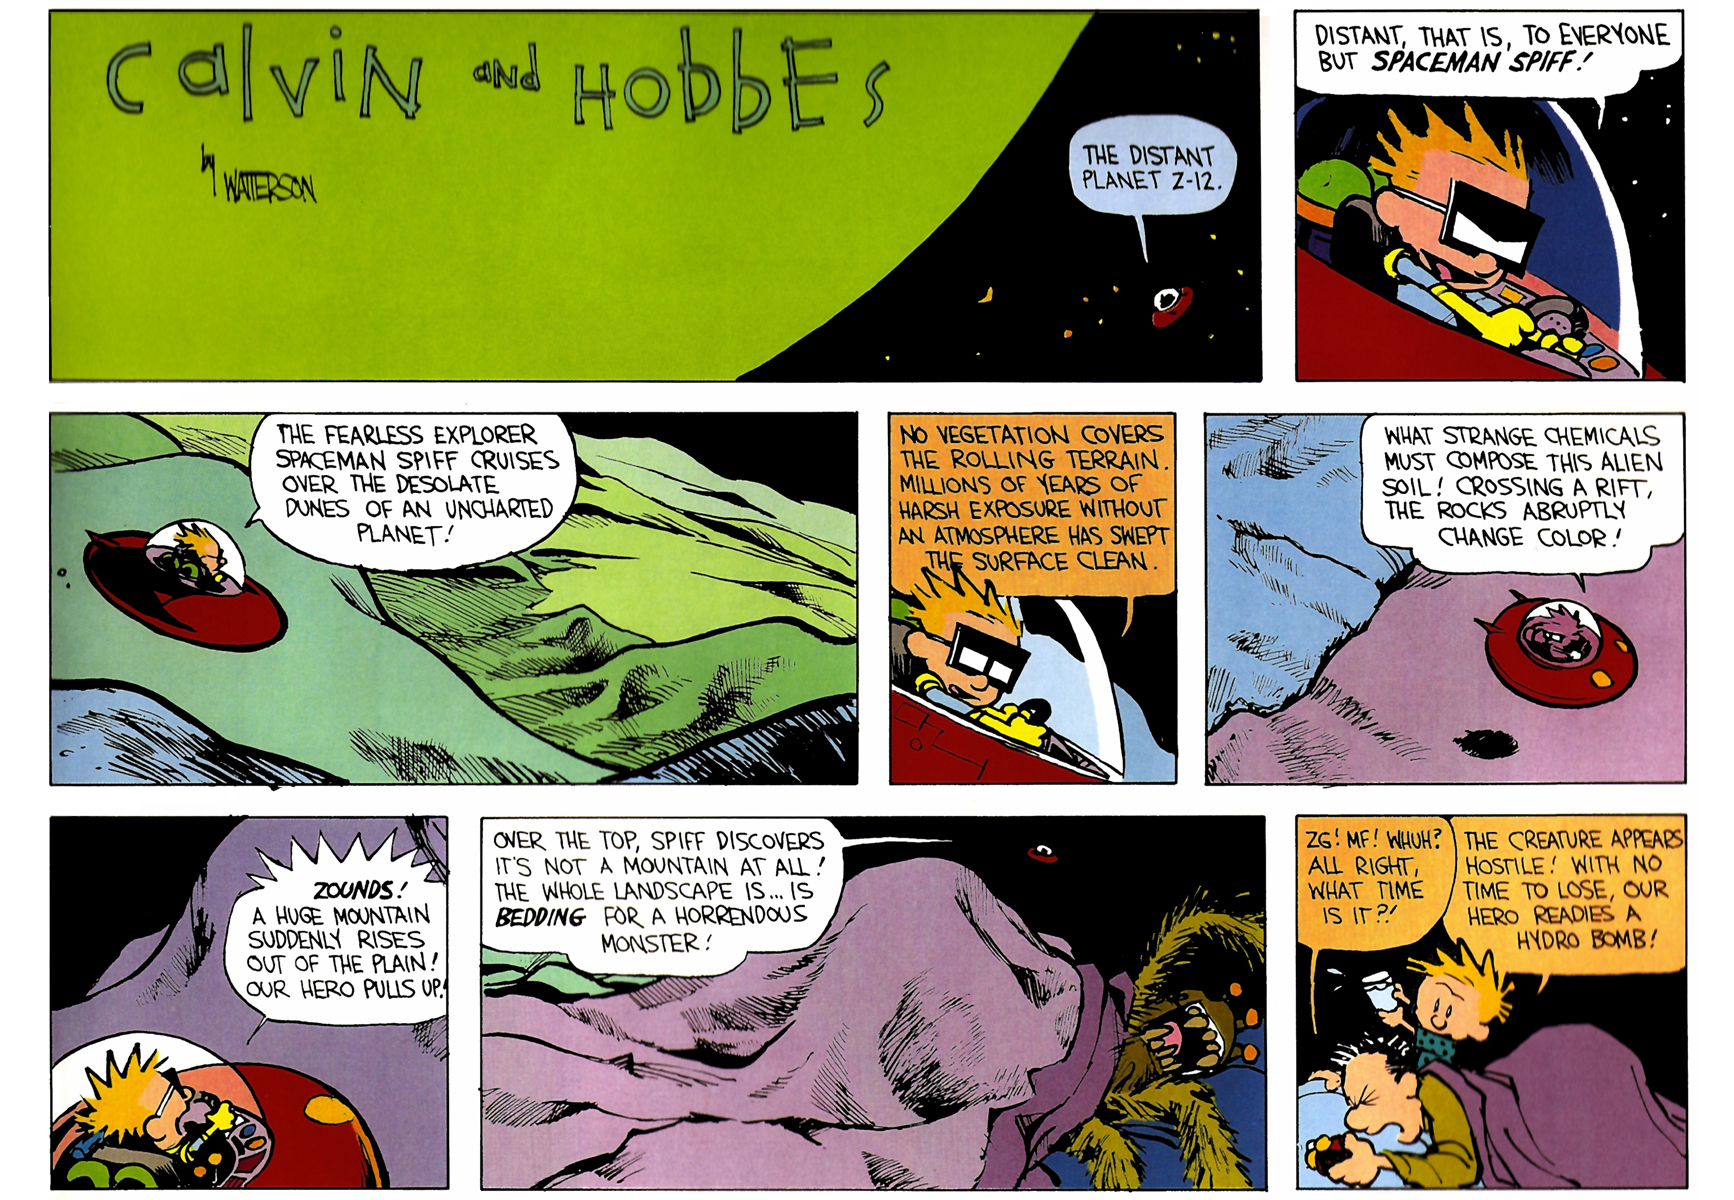 CALVIN AND HOBBES
by WATTERSON
THE DISTANT
PLANET Z-12.
DISTANT, THAT IS, TO EVERYONE
BUT SPACEMAN SPIFF!
THE FEARLESS EXPLORER
SPACEMAN SPIFF CRUISES
OVER THE DESOLATE
DUNES OF AN UNCHARTED
PLANET!
NO VEGETATION COVERS
THE ROLLING TERRAIN.
MILLIONS OF YEARS OF
HARSH EXPOSURE WITHOUT
AN ATMOSPHERE HAS SWEPT
THE SURFACE CLEAN.
WHAT STRANGE CHEMICALS
MUST COMPOSE THIS ALIEN
SOIL! CROSSING A RIFT,
THE ROCKS ABRUPTLY
CHANGE COLOR!
ZOUNDS!
A HUGE MOUNTAIN
SUDDENLY RISES
OUT OF THE PLAIN!
OUR HERO PULLS UP!
OVER THE TOP, SPIFF DISCOVERS
IT'S NOT A MOUNTAIN AT ALL!
THE WHOLE LANDSCAPE IS... IS
BEDDING FOR A HORRENDOUS
MONSTER!
ZG! MF! WHUH?
ALL RIGHT,
WHAT TIME
IS IT?!
THE CREATURE APPEARS
HOSTILE! WITH NO
TIME TO LOSE, OUR
HERO READIES A
HYDRO BOMB!